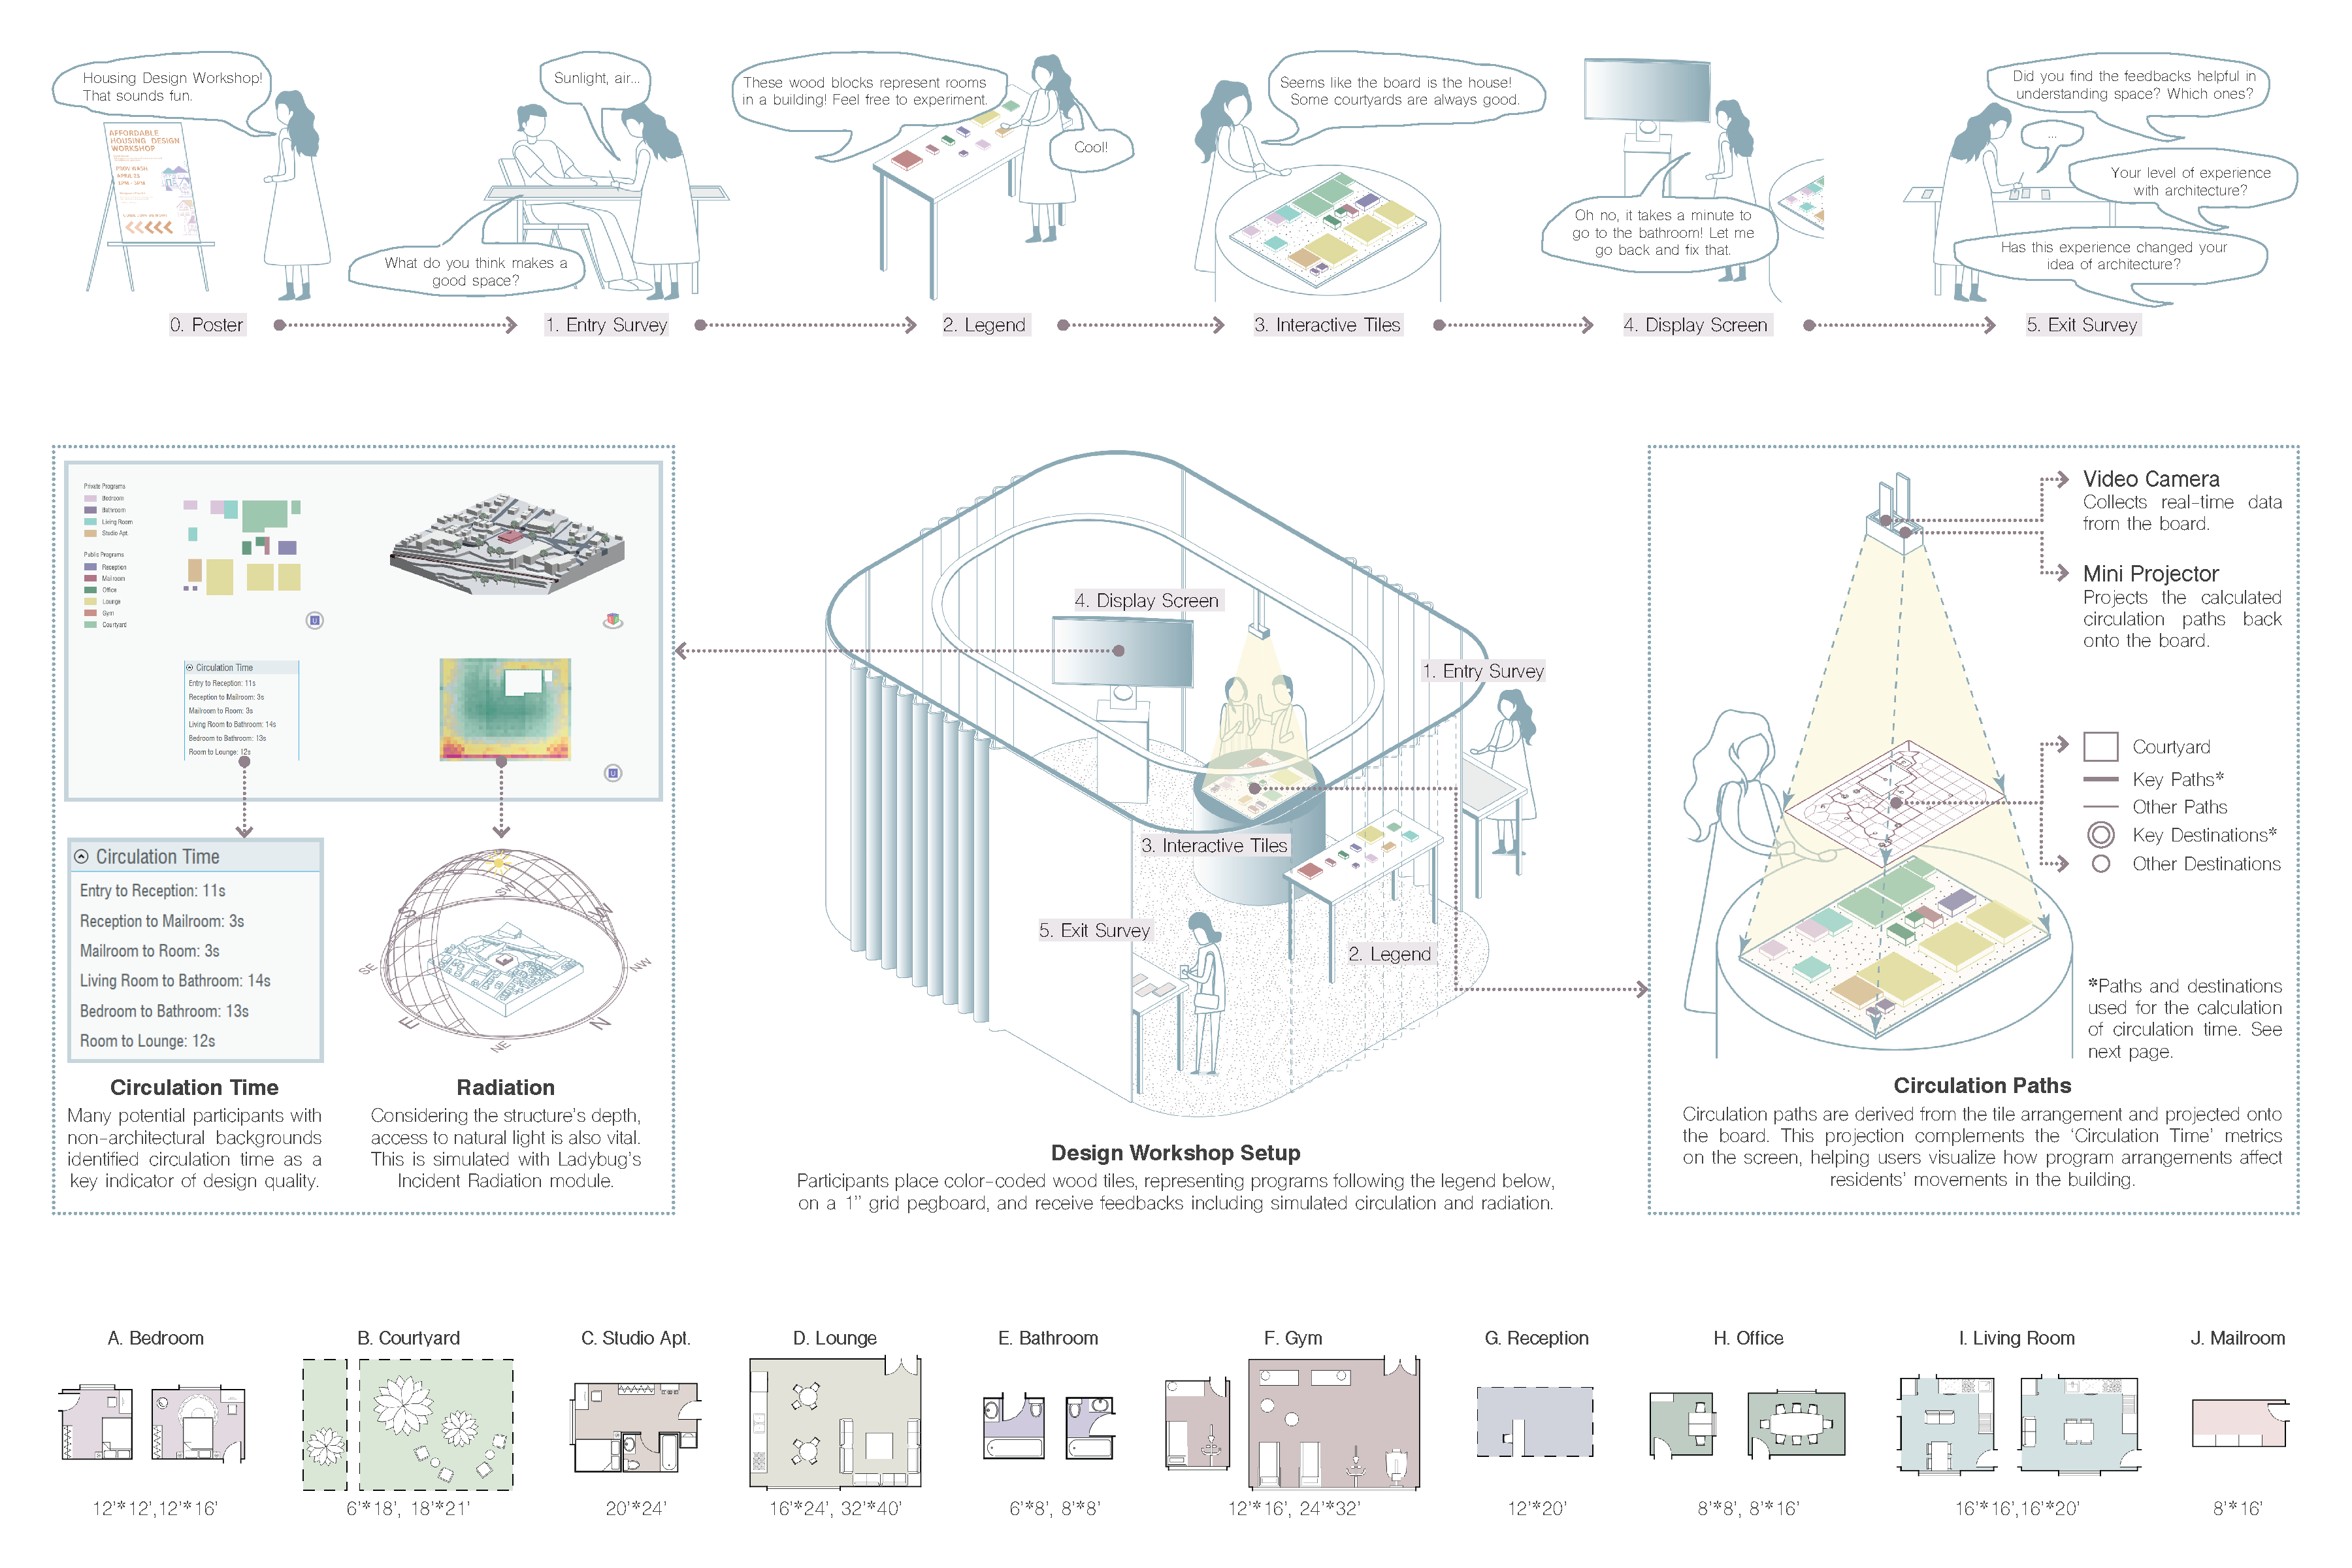 Housing Design Workshop!
That sounds fun.
AFFORDABLE
HOUSING DESIGN
WORKSHOP
APRIL 21
Sunlight, air...
What do you think makes a
good space?
These wood blocks represent rooms
in a building! Feel free to experiment.
Cool!
Seems like the board is the house!
Some courtyards are always good.
Oh no, it takes a minute to
go to the bathroom! Let me
go back and fix that.
Did you find the feedbacks helpful in
understanding space? Which ones?
...
Your level of experience
with architecture?
Has this experience changed your
idea of architecture?
0. Poster
1. Entry Survey
2. Legend
3. Interactive Tiles
4. Display Screen
5. Exit Survey
Private Programs
Bedroom
Bathroom
Living Room
Studio Apt.
Public Programs
Reception
Mailroom
Office
Lounge
Gym
Courtyard
Circulation Time
Entry to Reception: 11s
Reception to Mailroom: 3s
Mailroom to Room: 3s
Living Room to Bathroom: 14s
Bedroom to Bathroom: 13s
Room to Lounge: 12s
Circulation Time
Entry to Reception: 11s
Reception to Mailroom: 3s
Mailroom to Room: 3s
Living Room to Bathroom: 14s
Bedroom to Bathroom: 13s
Room to Lounge: 12s
SW
W
S
SE
NW
E
N
NE
Circulation Time
Many potential participants with
non-architectural backgrounds
identified circulation time as a
key indicator of design quality.
Radiation
Considering the structure's depth,
access to natural light is also vital.
This is simulated with Ladybug's
Incident Radiation module.
4. Display Screen
1. Entry Survey
3. Interactive Tiles
5. Exit Survey
2. Legend
Design Workshop Setup
Participants place color-coded wood tiles, representing programs following the legend below,
on a 1" grid pegboard, and receive feedbacks including simulated circulation and radiation.
Video Camera
Collects real-time data
from the board.
Mini Projector
Projects the calculated
circulation paths back
onto the board.
Courtyard
Key Paths*
Other Paths
Key Destinations*
Other Destinations
*Paths and destinations
used for the calculation
of circulation time. See
next page.
Circulation Paths
Circulation paths are derived from the tile arrangement and projected onto
the board. This projection complements the 'Circulation Time' metrics
on the screen, helping users visualize how program arrangements affect
residents' movements in the building.
A. Bedroom
B. Courtyard
C. Studio Apt.
D. Lounge
E. Bathroom
F. Gym
G. Reception
H. Office
I. Living Room
J. Mailroom
12'*12',12'*16'
6'*18', 18'*21'
20'*24'
16'*24', 32'*40'
6'*8', 8'*8'
12'*16', 24'*32'
12'*20'
8'*8', 8'*16'
16'*16',16'*20'
8'*16'